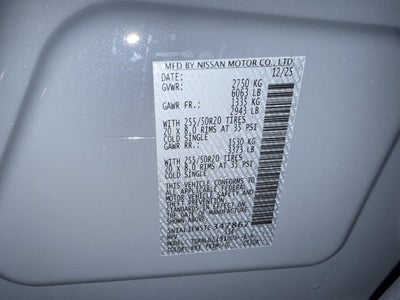 MFD BY NISSAN MOTOR CO., LTD.
DATE: 12/25
GVWR: 2750 KG
6063 LB
GAWR FR.: 1335 KG
2943 LB
WITH 255/50R20 TIRES
20 x 8.0 RIMS AT 35 PSI
COLD SINGLE
GAWR RR.: 1530 KG
3373 LB
WITH 255/50R20 TIRES
20 x 8.0 RIMS AT 35 PSI
COLD SINGLE
THIS VEHICLE CONFORMS TO
ALL APPLICABLE FEDERAL
MOTOR VEHICLE SAFETY AND
THEFT PREVENTION
STANDARDS IN EFFECT ON
THE DATE OF MANUFACTURE
SHOWN ABOVE.
MPV